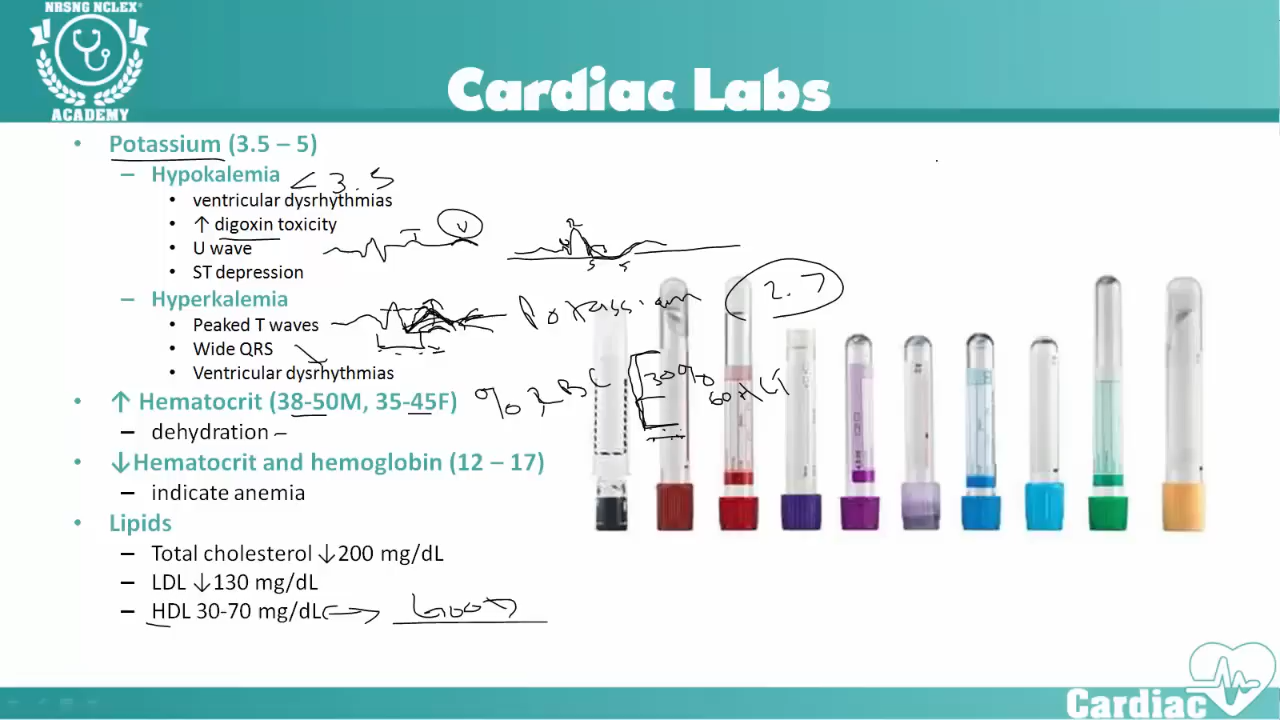 NRSNG NCLEX®
ACADEMY
Cardiac Labs
• Potassium (3.5 – 5)
– Hypokalemia < 3.5
• ventricular dysrhythmias
• ↑ digoxin toxicity
• U wave
• ST depression
– Hyperkalemia
• Peaked T waves
• Wide QRS
• Ventricular dysrhythmias
• ↑ Hematocrit (38-50M, 35-45F)
– dehydration –
• ↓Hematocrit and hemoglobin (12 – 17)
– indicate anemia
• Lipids
– Total cholesterol ↓200 mg/dL
– LDL ↓130 mg/dL
– HDL 30-70 mg/dL
T U
R S S
Potassium 2.7
% RBC 30% 60%
Good
Cardiac